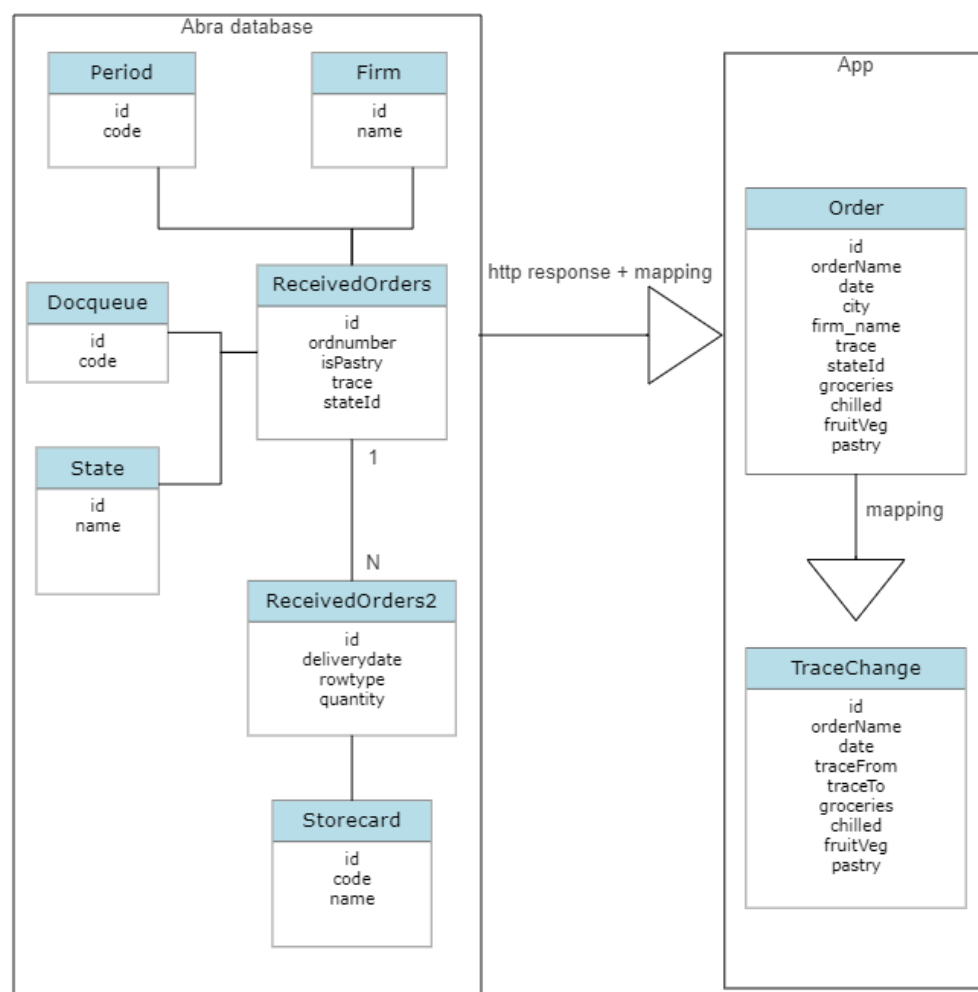 Abra database
Period
id
code
Firm
id
name
Docqueue
id
code
ReceivedOrders
id
ordnumber
isPastry
trace
stateId
State
id
name
1
N
ReceivedOrders2
id
deliverydate
rowtype
quantity
Storecard
id
code
name
http response + mapping
App
Order
id
orderName
date
city
firm_name
trace
stateId
groceries
chilled
fruitVeg
pastry
mapping
TraceChange
id
orderName
date
traceFrom
traceTo
groceries
chilled
fruitVeg
pastry